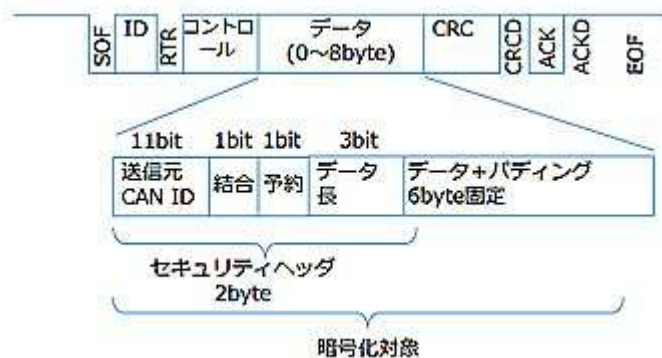 SOF
ID
RTR
コントロ
ール
データ
(0～8byte)
CRC
CRCD
ACK
ACKD
EOF
11bit
1bit
1bit
3bit
送信元
CAN ID
結合
予約
データ
長
データ+パディング
6byte固定
セキュリティヘッダ
2byte
暗号化対象